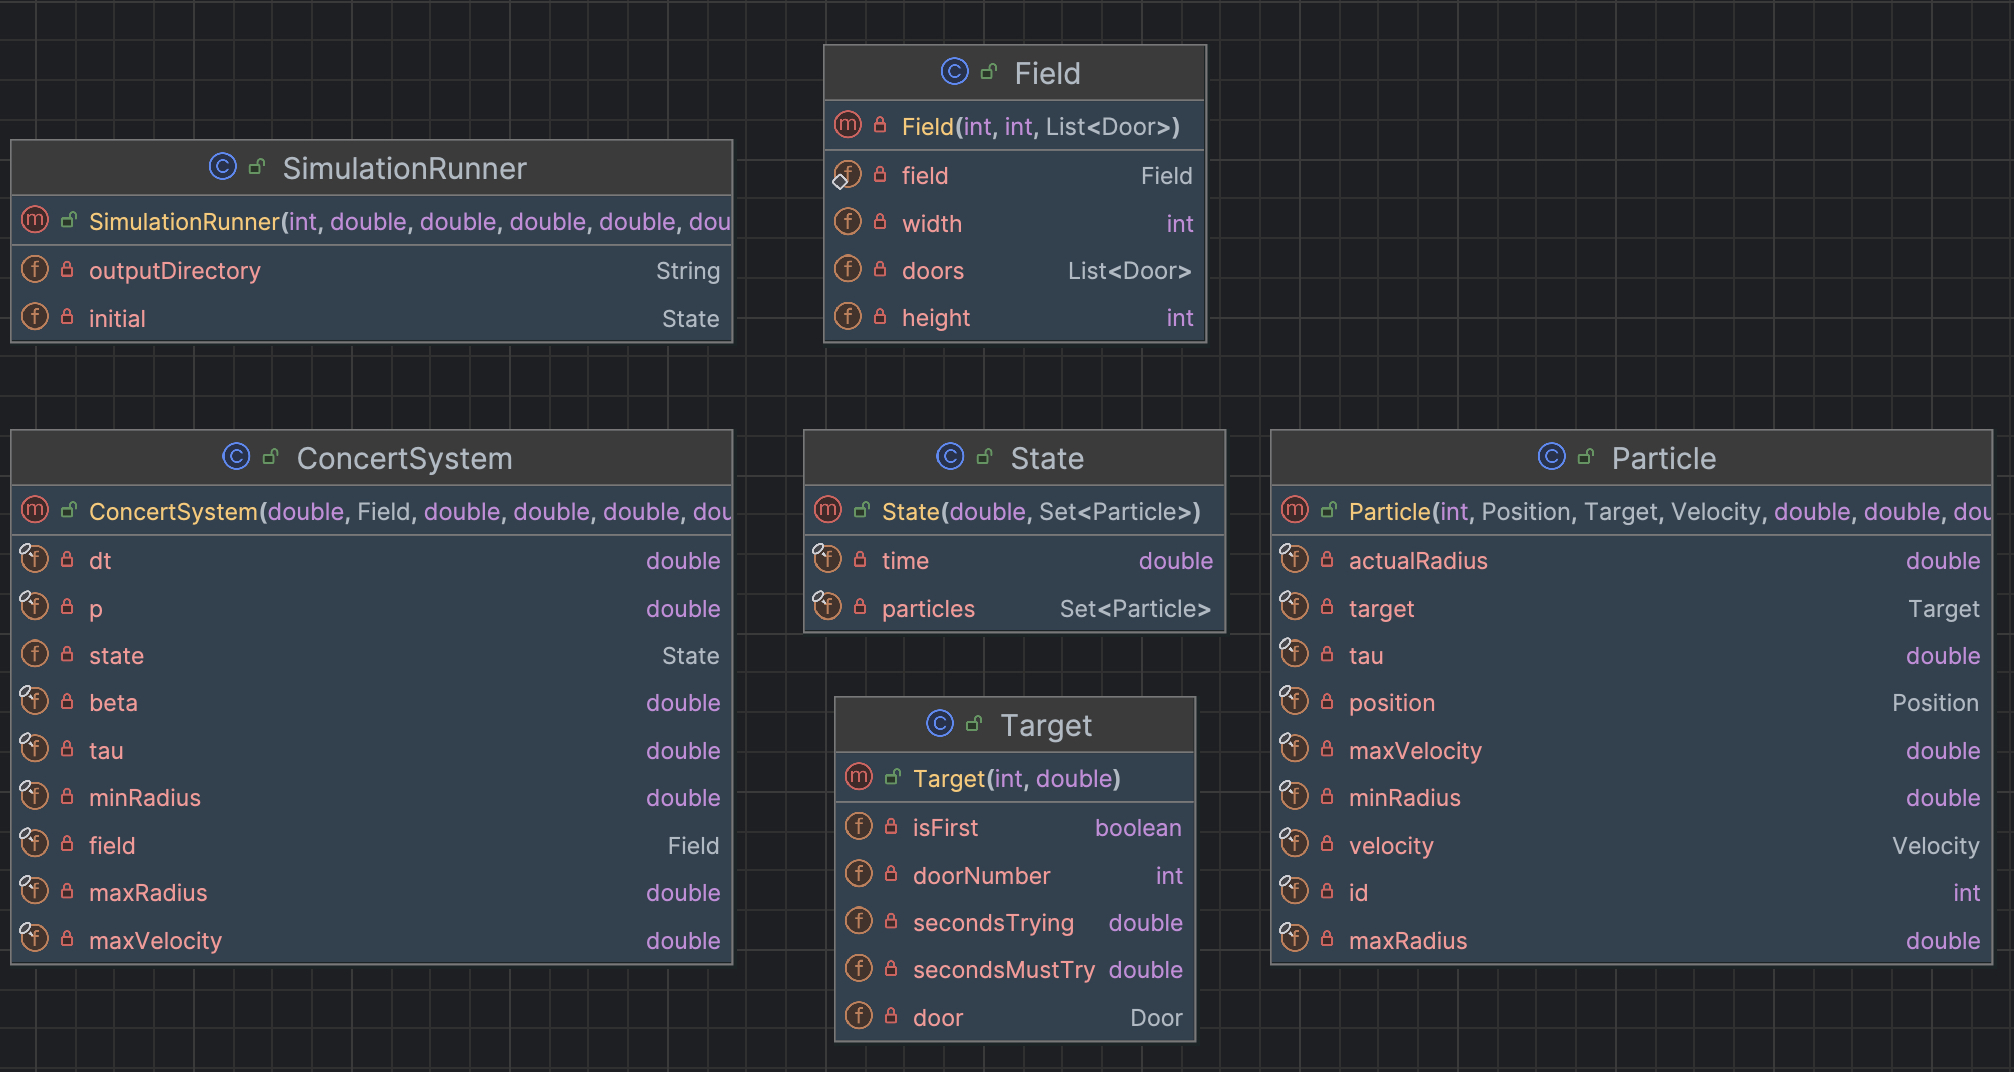 SimulationRunner
SimulationRunner(int, double, double, double, double, dou
outputDirectory String
initial State
Field
Field(int, int, List<Door>)
field Field
width int
doors List<Door>
height int
ConcertSystem
ConcertSystem(double, Field, double, double, double, dou
dt double
p double
state State
beta double
tau double
minRadius double
field Field
maxRadius double
maxVelocity double
State
State(double, Set<Particle>)
time double
particles Set<Particle>
Target
Target(int, double)
isFirst boolean
doorNumber int
secondsTrying double
secondsMustTry double
door Door
Particle
Particle(int, Position, Target, Velocity, double, double, dou
actualRadius double
target Target
tau double
position Position
maxVelocity double
minRadius double
velocity Velocity
id int
maxRadius double